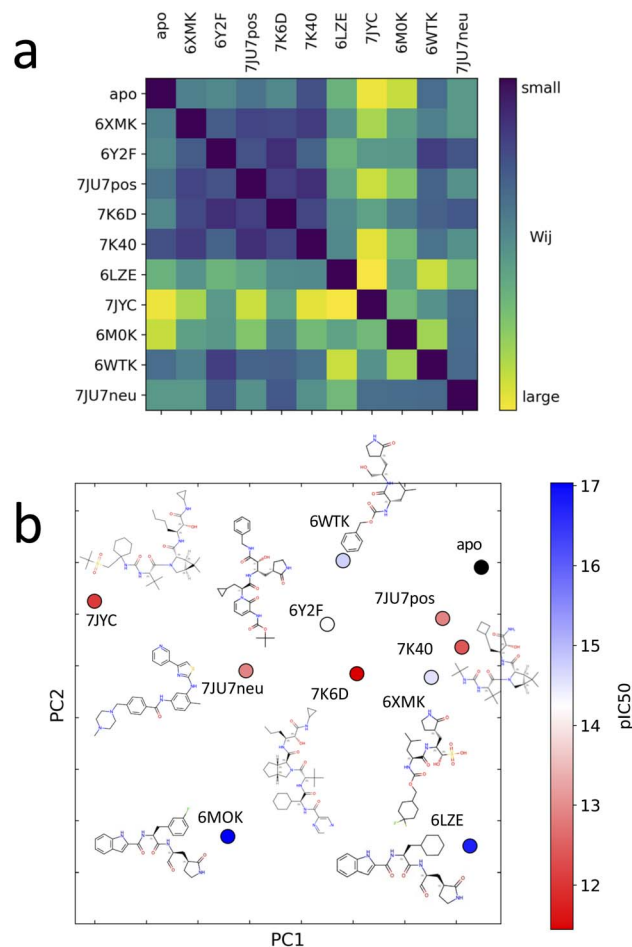 a
apo
6XMK
6Y2F
7JU7pos
7K6D
7K40
6LZE
7JYC
6M0K
6WTK
7JU7neu
apo
6XMK
6Y2F
7JU7pos
7K6D
7K40
6LZE
7JYC
6M0K
6WTK
7JU7neu
small
Wij
large
b
6WTK
apo
6Y2F
7JU7pos
7JYC
7K40
7JU7neu
7K6D
6XMK
6MOK
6LZE
PC2
PC1
17
16
15
14
13
12
pIC50